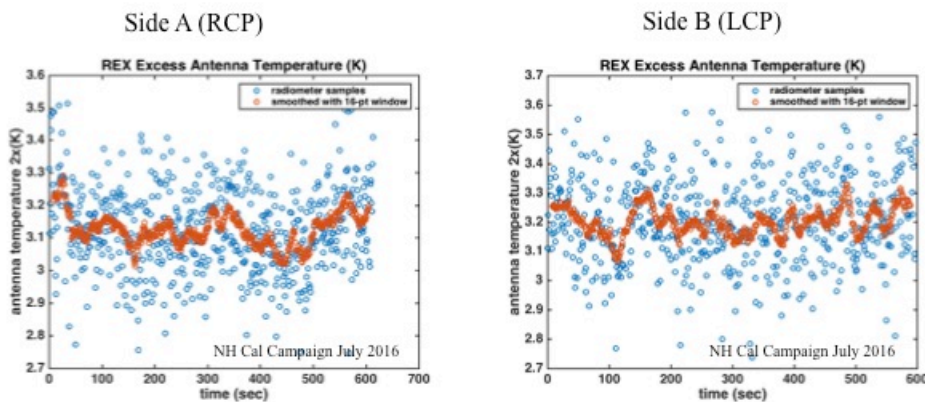 Side A (RCP)
REX Excess Antenna Temperature (K)
radiometer samples
smoothed with 16-pt window
antenna temperature 2x(K)
3.6
3.5
3.4
3.3
3.2
3.1
3
2.9
2.8
2.7
NH Cal Campaign July 2016
0 100 200 300 400 500 600 700
time (sec)
Side B (LCP)
REX Excess Antenna Temperature (K)
radiometer samples
smoothed with 16-pt window
antenna temperature 2x(K)
3.7
3.6
3.5
3.4
3.3
3.2
3.1
3
2.9
2.8
2.7
NH Cal Campaign July 2016
0 100 200 300 400 500 600
time (sec)